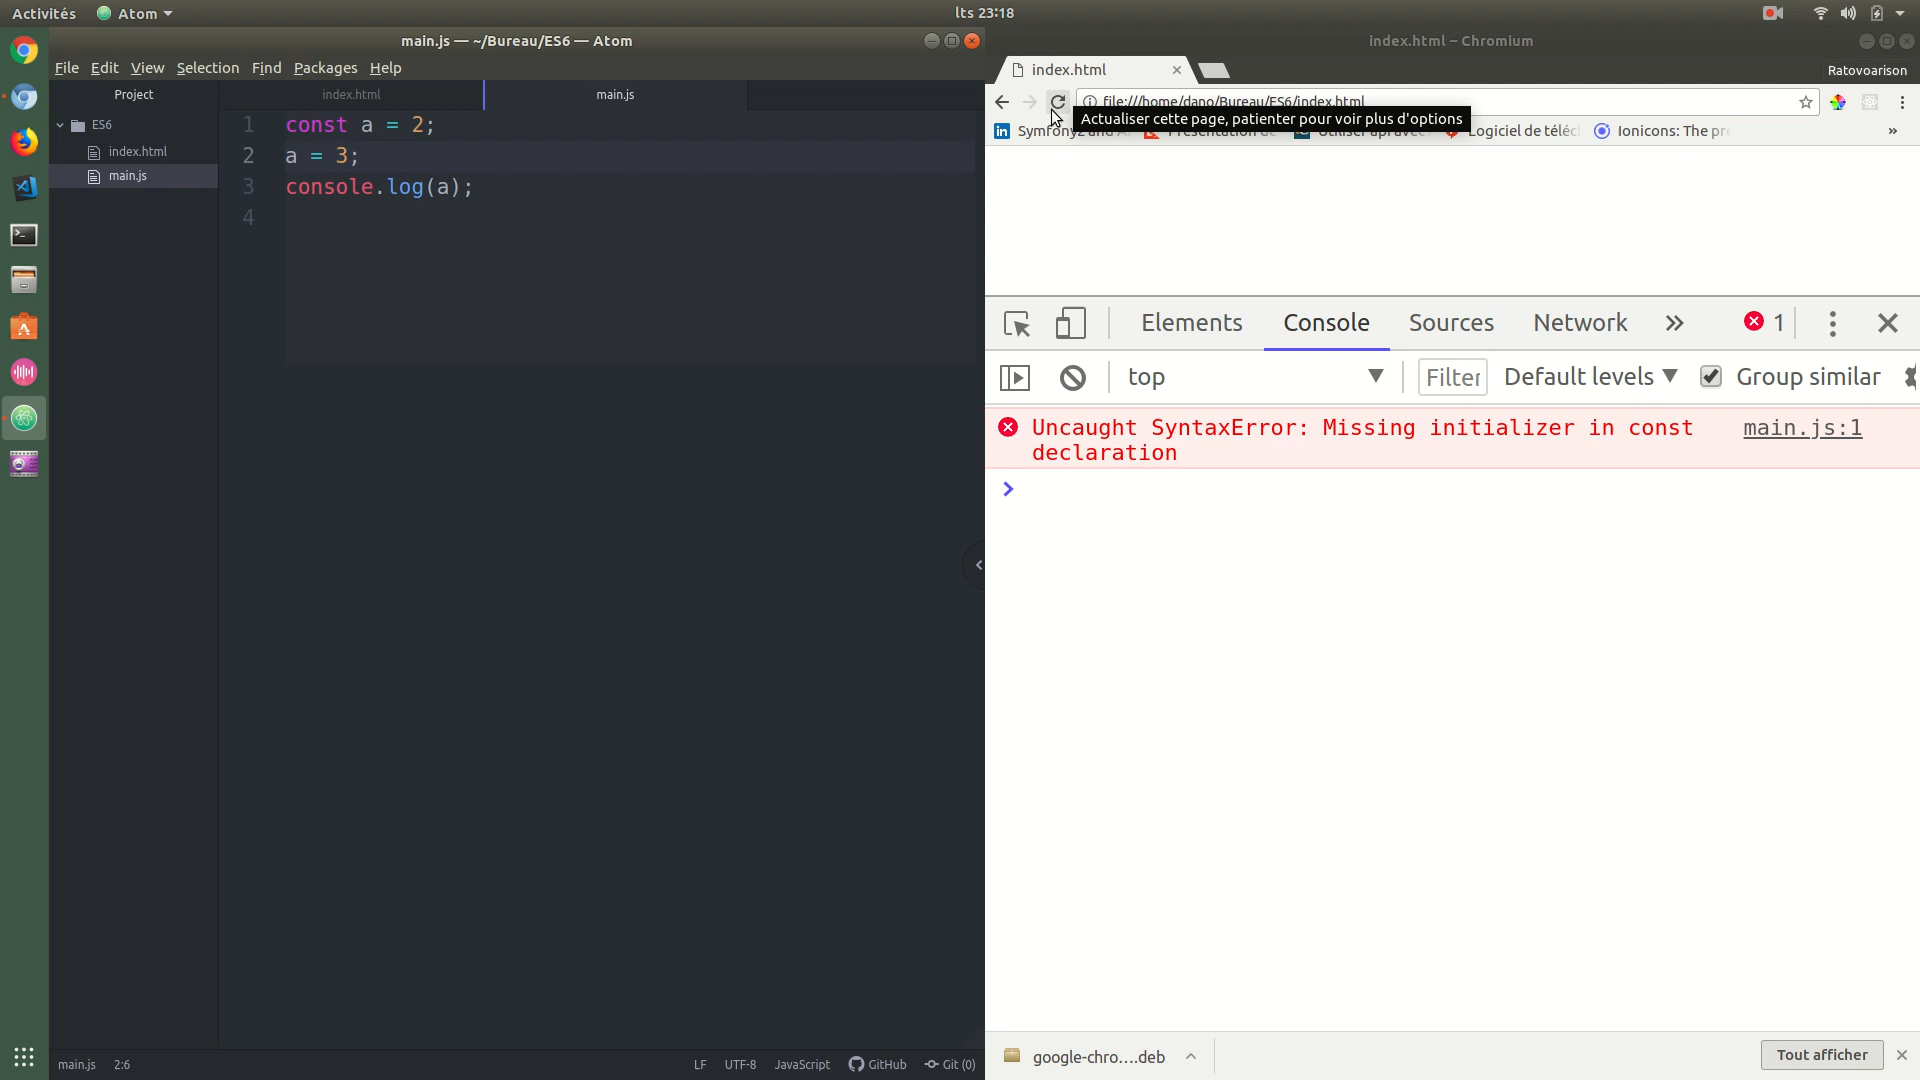 Activités Atom lts 23:18
main.js — ~/Bureau/ES6 — Atom
File Edit View Selection Find Packages Help
Project index.html main.js
ES6
index.html
main.js
1 const a = 2;
2 a = 3;
3 console.log(a);
4
main.js 2:6 LF UTF-8 JavaScript GitHub Git (0)
index.html – Chromium
index.html Ratovoarison
file:///home/dano/Bureau/ES6/index.html
Actualiser cette page, patienter pour voir plus d'options
Symfony2 and Présentation de Utiliser Logiciel de téléc Ionicons: The pr »
Elements Console Sources Network » 1
top Filter Default levels Group similar
Uncaught SyntaxError: Missing initializer in const main.js:1
declaration
google-chro....deb Tout afficher